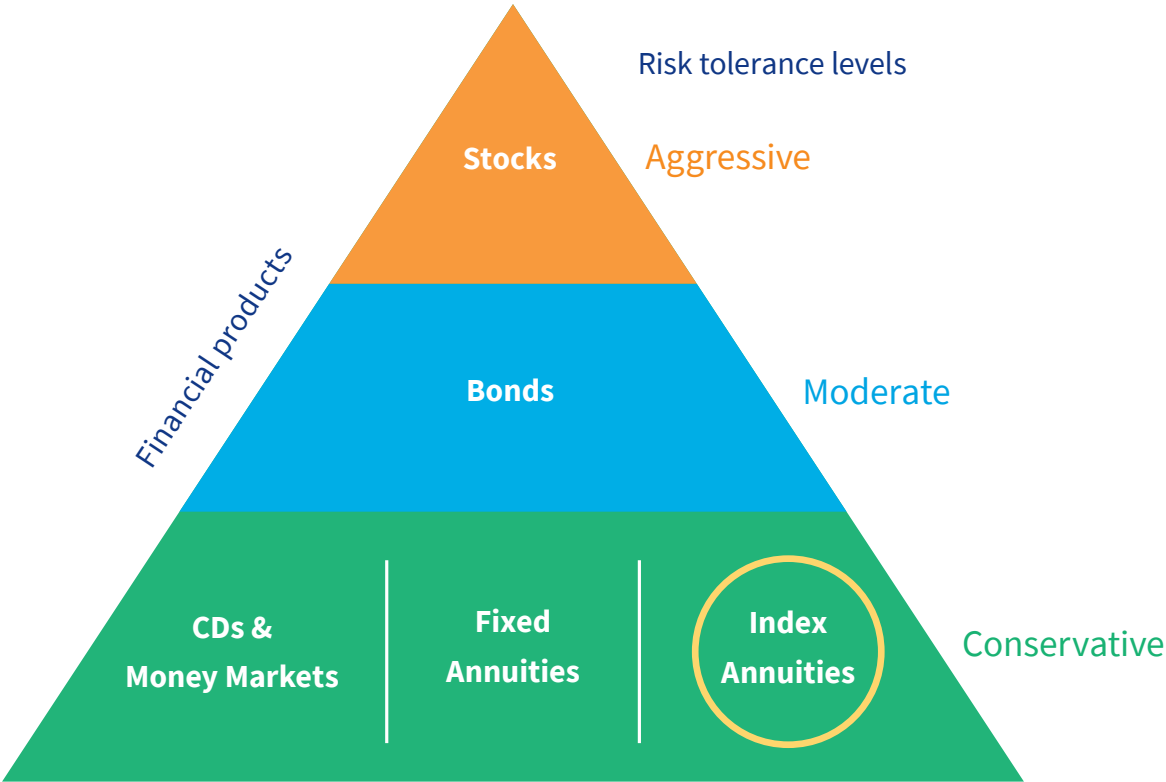 Risk tolerance levels
Stocks
Aggressive
Financial products
Bonds
Moderate
CDs &
Money Markets
Fixed
Annuities
Index
Annuities
Conservative